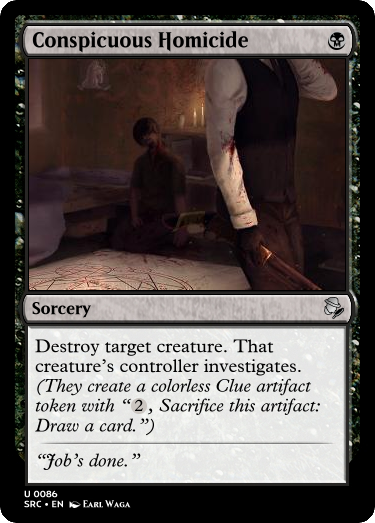 Conspicuous Homicide
Sorcery
Destroy target creature. That
creature's controller investigates.
(They create a colorless Clue artifact
token with “2, Sacrifice this artifact:
Draw a card.”)
“Job's done.”
U 0086
SRC • EN Earl Waga